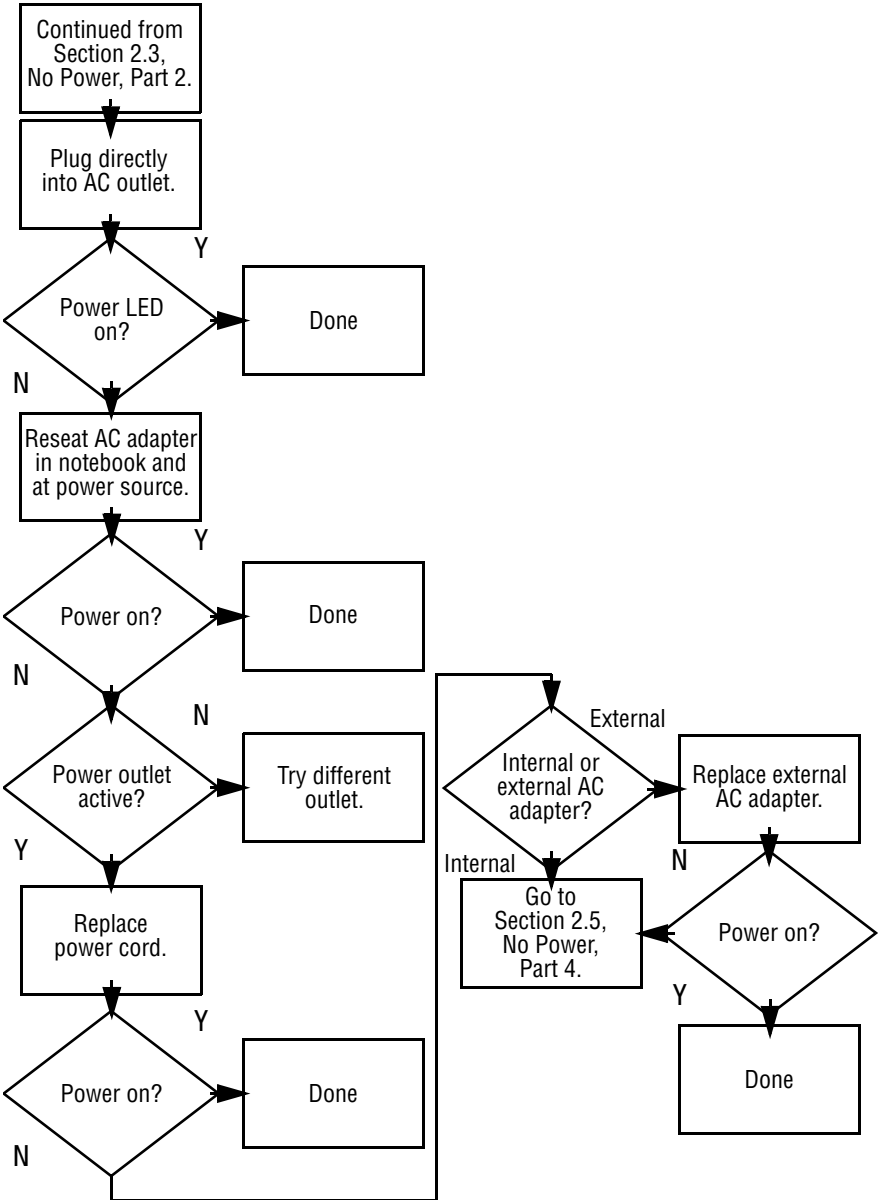 Continued from
Section 2.3,
No Power, Part 2.
Plug directly
into AC outlet.
Y
Power LED
on?
Done
N
Reseat AC adapter
in notebook and
at power source.
Y
Power on?
Done
N
N
Power outlet
active?
Try different
outlet.
Y
Replace
power cord.
Y
Power on?
Done
N
External
Internal or
external AC
adapter?
Replace external
AC adapter.
Internal
N
Go to
Section 2.5,
No Power,
Part 4.
Power on?
Y
Done